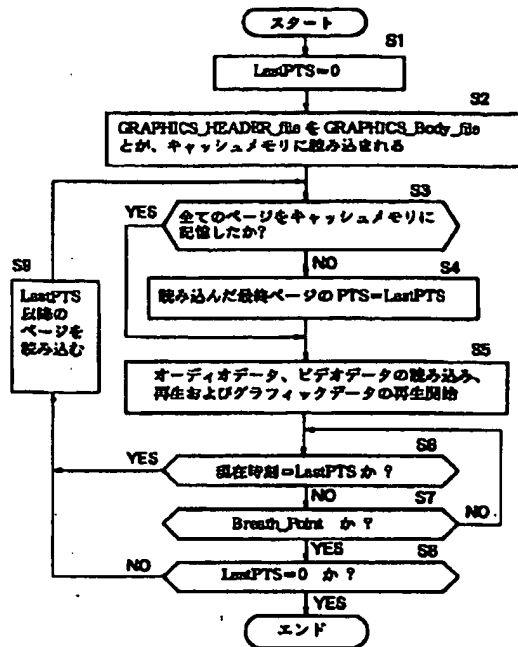 スタート
S1
LastPTS=0
S2
GRAPHICS_HEADER_file を GRAPHICS_Body_file
とが、キャッシュメモリに読み込まれる
S3
YES
全てのページをキャッシュメモリに
記憶したか?
NO
S4
読み込んだ最終ページの PTS=LastPTS
S9
LastPTS
以降の
ページを
読み込む
S5
オーディオデータ、ビデオデータの読み込み、
再生およびグラフィックデータの再生開始
S6
YES
現在時刻=LastPTS か ?
NO
S7
Breath_Point か ?
NO
YES
S8
NO
LastPTS=0 か ?
YES
エンド